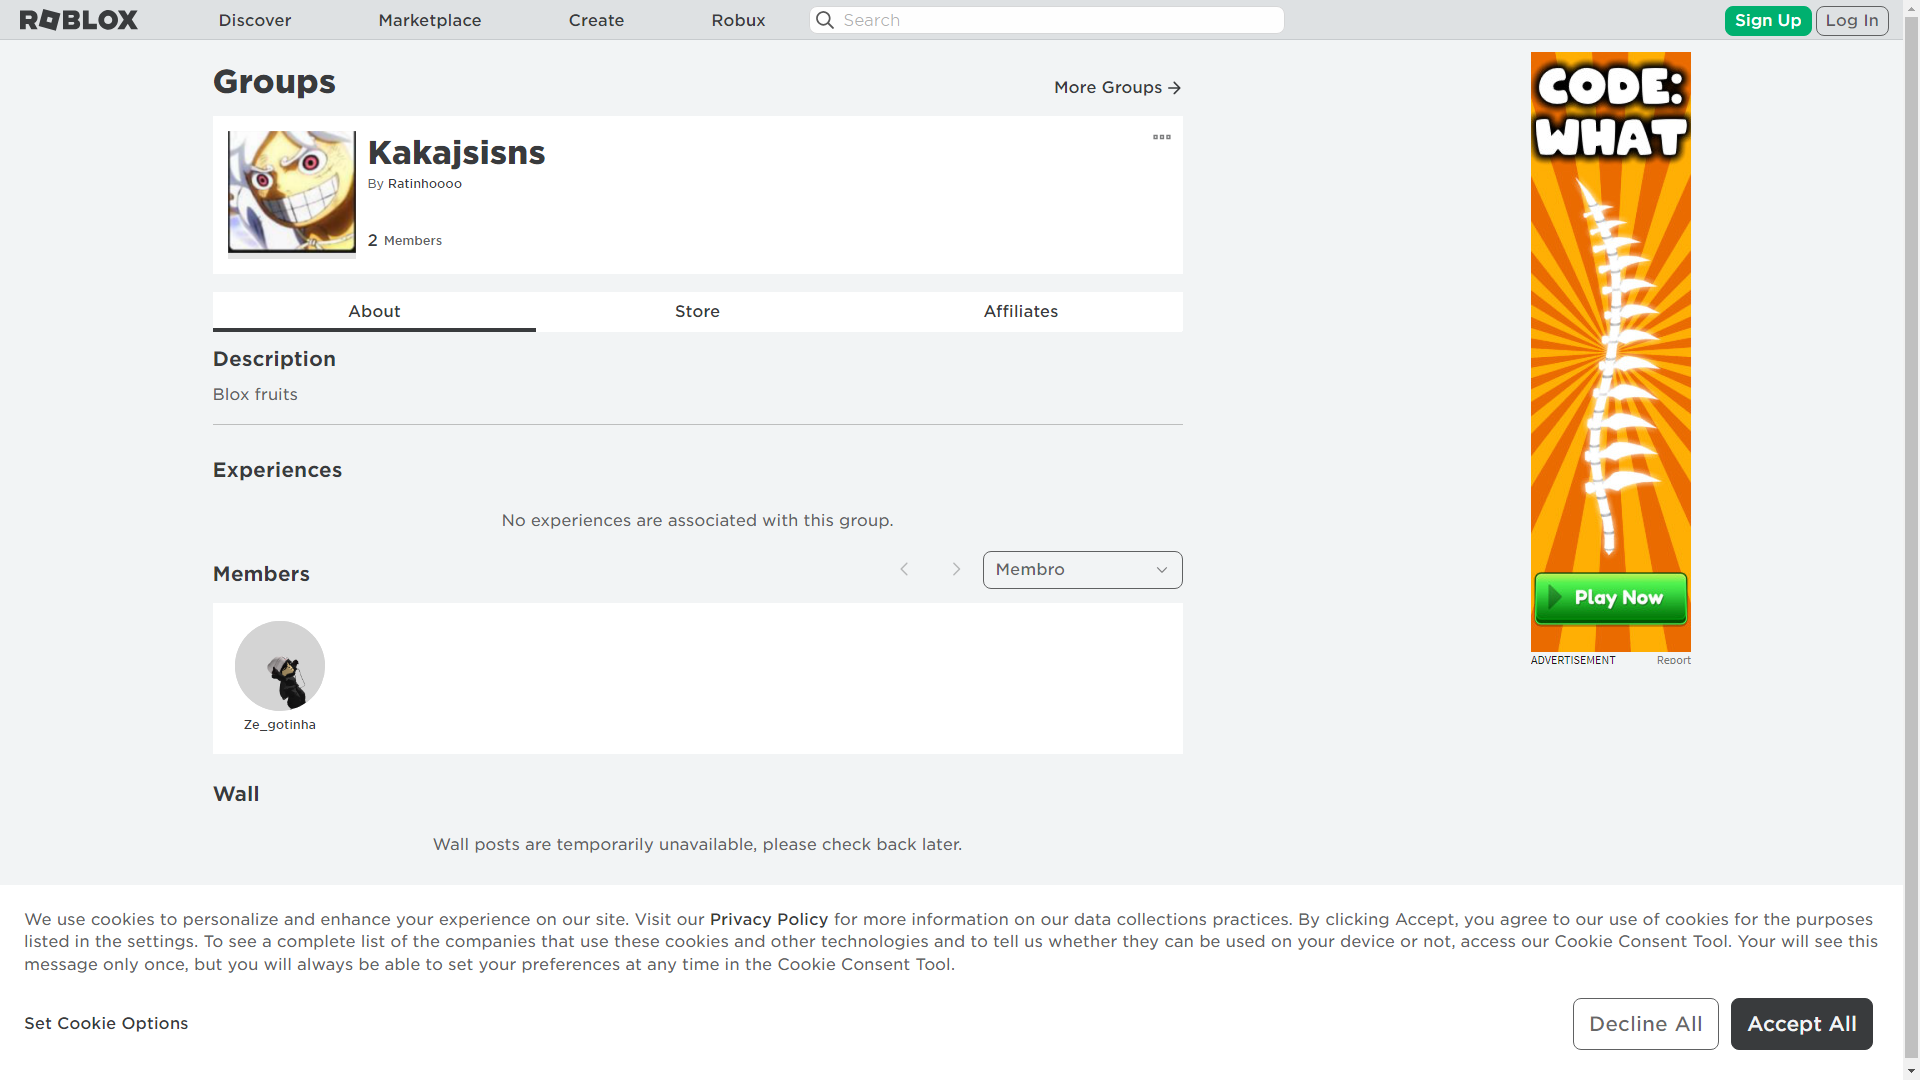 ROBLOX
Discover
Marketplace
Create
Robux
Search
Sign Up
Log In
Groups
More Groups
Kakajsisns
By Ratinhoooo
2 Members
About
Store
Affiliates
Description
Blox fruits
Experiences
No experiences are associated with this group.
Members
Membro
Ze_gotinha
Wall
Wall posts are temporarily unavailable, please check back later.
CODE:
WHAT
Play Now
ADVERTISEMENT
Report
We use cookies to personalize and enhance your experience on our site. Visit our Privacy Policy for more information on our data collections practices. By clicking Accept, you agree to our use of cookies for the purposes
listed in the settings. To see a complete list of the companies that use these cookies and other technologies and to tell us whether they can be used on your device or not, access our Cookie Consent Tool. Your will see this
message only once, but you will always be able to set your preferences at any time in the Cookie Consent Tool.
Set Cookie Options
Decline All
Accept All